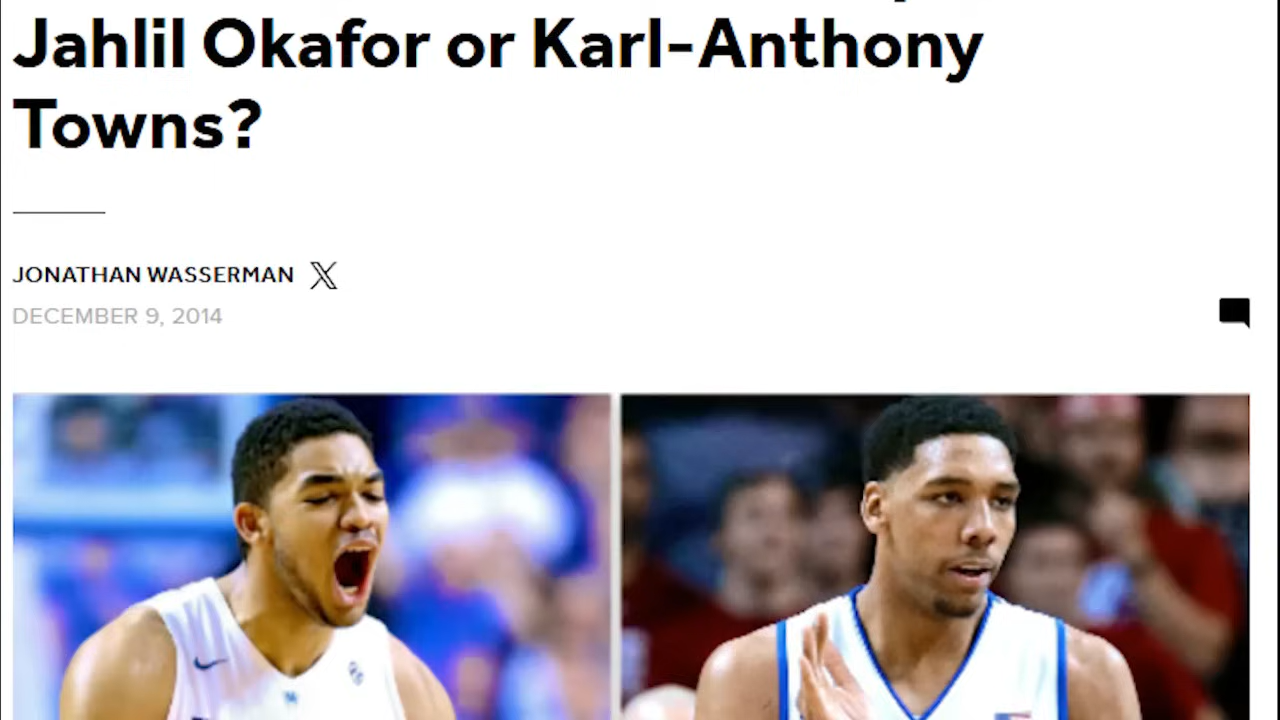 Jahlil Okafor or Karl-Anthony
Towns?
JONATHAN WASSERMAN
DECEMBER 9, 2014